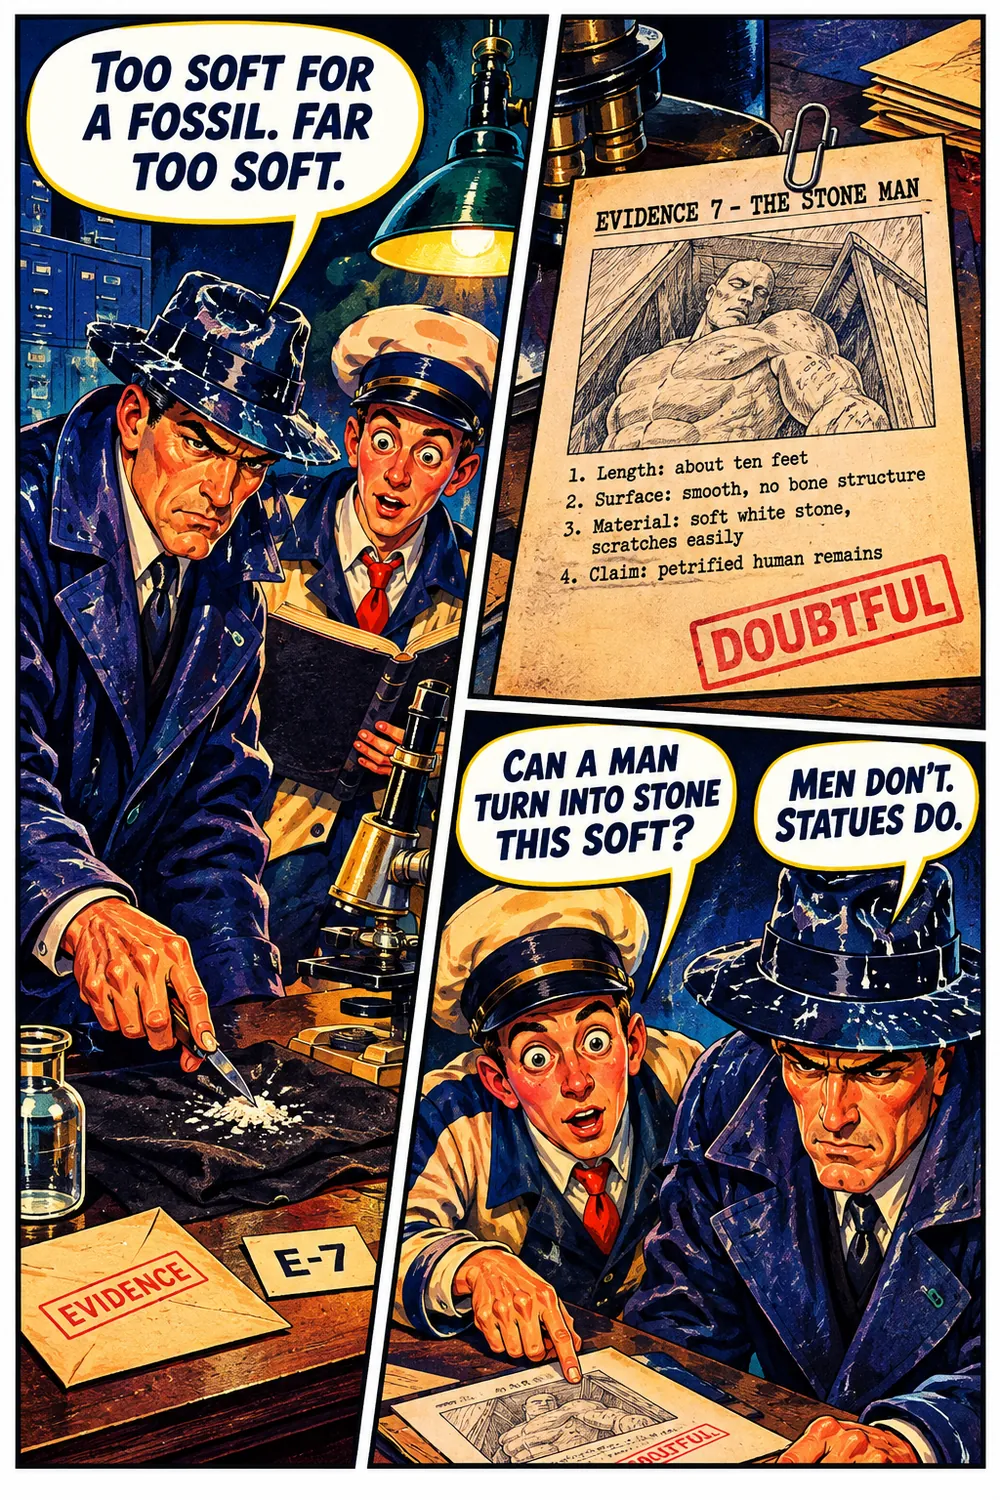 TOO SOFT FOR
A FOSSIL. FAR
TOO SOFT.
EVIDENCE
E-7
EVIDENCE 7 - THE STONE MAN
1. Length: about ten feet
2. Surface: smooth, no bone structure
3. Material: soft white stone,
scratches easily
4. Claim: petrified human remains
DOUBTFUL
CAN A MAN
TURN INTO STONE
THIS SOFT?
MEN DON'T.
STATUES DO.
DOUBTFUL.